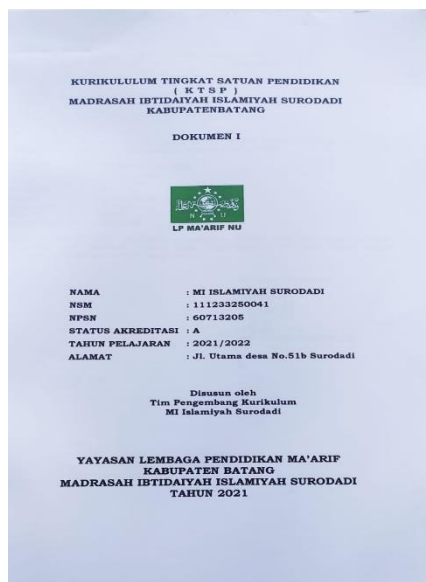 KURIKULULUM TINGKAT SATUAN PENDIDIKAN
( K T S P )
MADRASAH IBTIDAIYAH ISLAMIYAH SURODADI
KABUPATENBATANG
DOKUMEN I
N U
LP MA'ARIF NU
NAMA : MI ISLAMIYAH SURODADI
NSM : 111233250041
NPSN : 60713205
STATUS AKREDITASI : A
TAHUN PELAJARAN : 2021/2022
ALAMAT : Jl. Utama desa No.51b Surodadi
Disusun oleh
Tim Pengembang Kurikulum
MI Islamiyah Surodadi
YAYASAN LEMBAGA PENDIDIKAN MA'ARIF
KABUPATEN BATANG
MADRASAH IBTIDAIYAH ISLAMIYAH SURODADI
TAHUN 2021